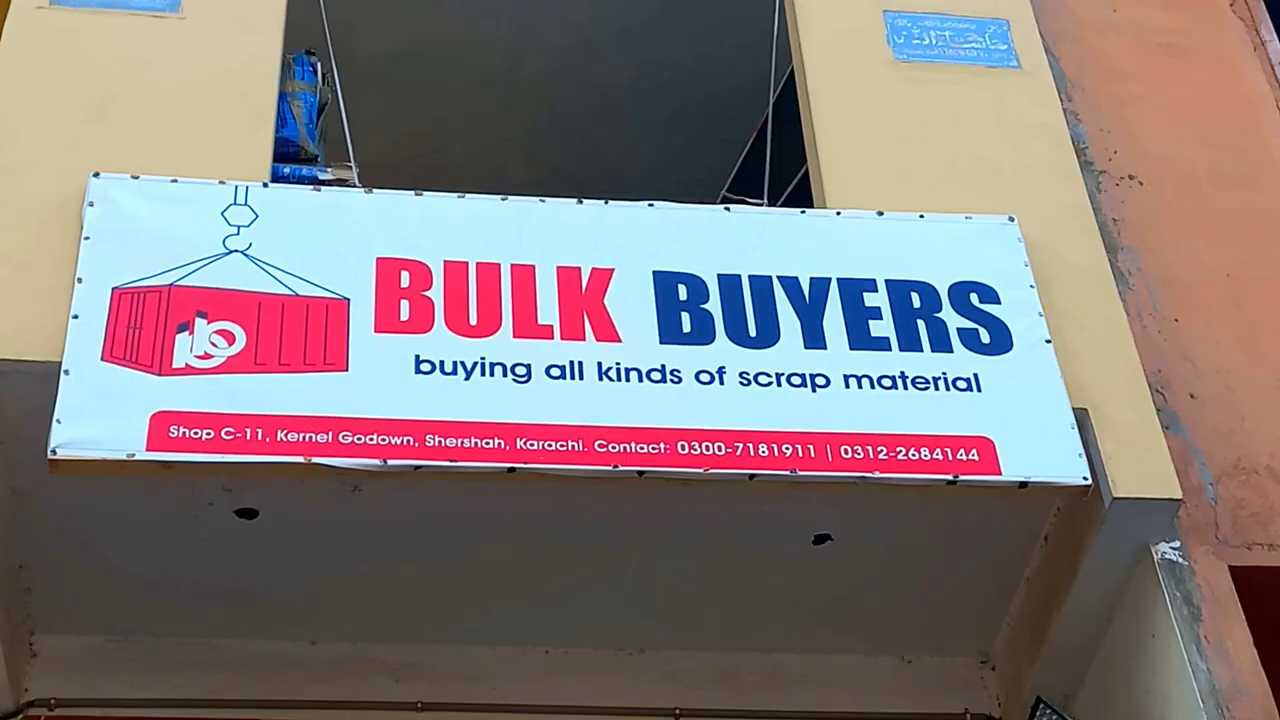 BULK BUYERS
buying all kinds of scrap material
Shop C-11, Kernel Godown, Shershah, Karachi. Contact: 0300-7181911 | 0312-2684144